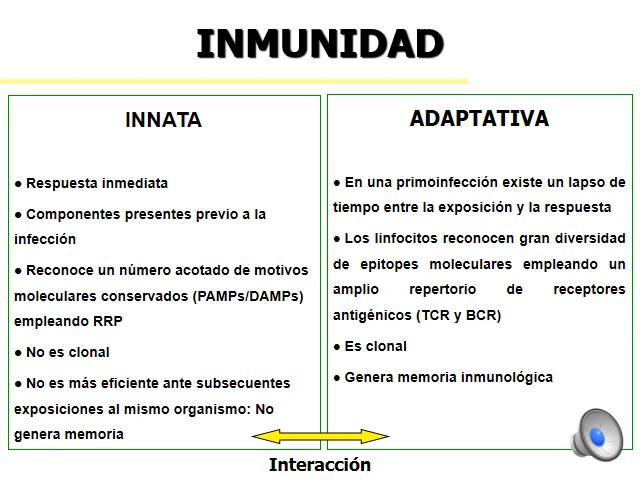 INMUNIDAD
INNATA
● Respuesta inmediata
● Componentes presentes previo a la
infección
● Reconoce un número acotado de motivos
moleculares conservados (PAMPs/DAMPs)
empleando RRP
● No es clonal
● No es más eficiente ante subsecuentes
exposiciones al mismo organismo: No
genera memoria
ADAPTATIVA
● En una primoinfección existe un lapso de
tiempo entre la exposición y la respuesta
● Los linfocitos reconocen gran diversidad
de epitopes moleculares empleando un
amplio repertorio de receptores
antigénicos (TCR y BCR)
● Es clonal
● Genera memoria inmunológica
Interacción